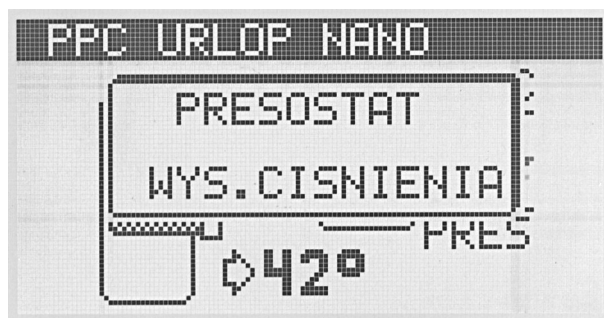 PPC URLOP NANO
PRESOSTAT
WYS.CISNIENIA
PRES
42°